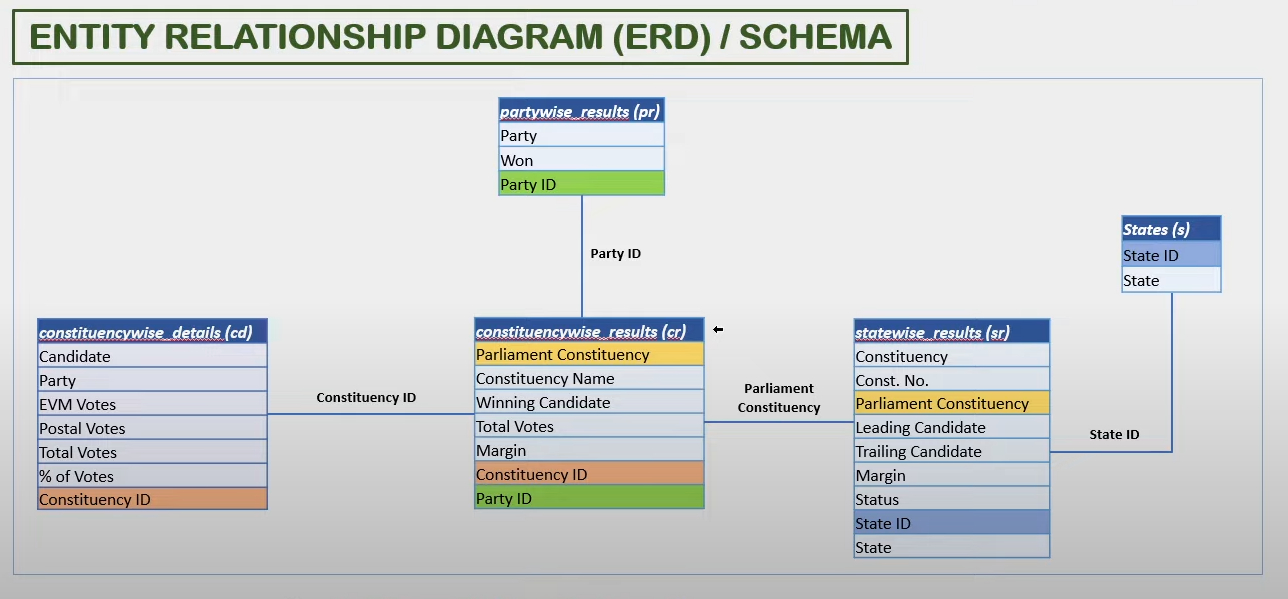 ENTITY RELATIONSHIP DIAGRAM (ERD) / SCHEMA
partywise_results (pr)
Party
Won
Party ID
Party ID
States (s)
State ID
State
constituencywise_details (cd)
Candidate
Party
EVM Votes
Postal Votes
Total Votes
% of Votes
Constituency ID
Constituency ID
constituencywise_results (cr)
Parliament Constituency
Constituency Name
Winning Candidate
Total Votes
Margin
Constituency ID
Party ID
Parliament
Constituency
statewise_results (sr)
Constituency
Const. No.
Parliament Constituency
Leading Candidate
Trailing Candidate
Margin
Status
State ID
State
State ID